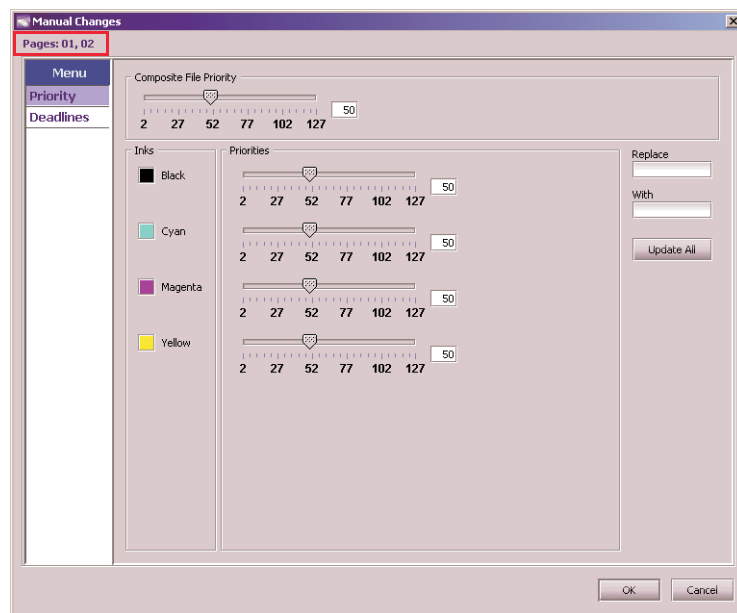 Manual Changes
Pages: 01, 02
Menu
Priority
Deadlines
Composite File Priority
50
2 27 52 77 102 127
Inks
Priorities
Black
50
2 27 52 77 102 127
Cyan
50
2 27 52 77 102 127
Magenta
50
2 27 52 77 102 127
Yellow
50
2 27 52 77 102 127
Replace
With
Update All
OK
Cancel